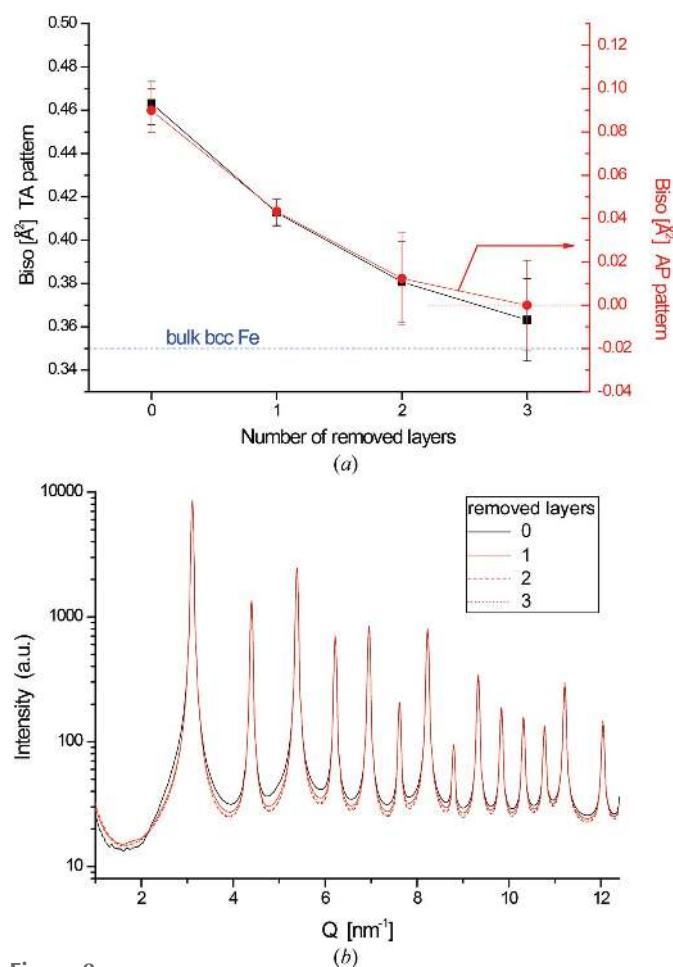 0.50
0.48
0.46
0.44
0.42
0.40
0.38
0.36
0.34
Biso [Å²] TA pattern
0.12
0.10
0.08
0.06
0.04
0.02
0.00
-0.02
-0.04
Biso [Å²] AP pattern
bulk bcc Fe
0 1 2 3
Number of removed layers
(a)
10000
1000
100
10
Intensity (a.u.)
removed layers
0
1
2
3
2 4 6 8 10 12
Q [nm⁻¹]
(b)